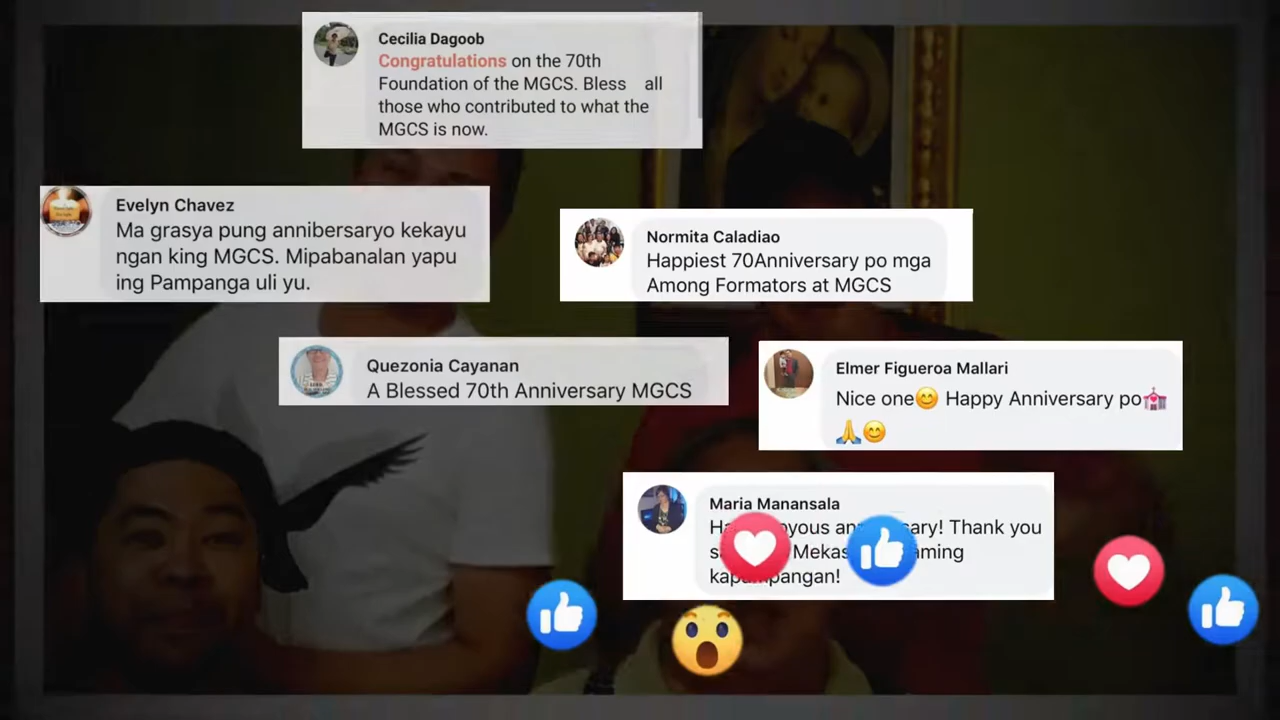 Cecilia Dagoob
Congratulations on the 70th
Foundation of the MGCS. Bless all
those who contributed to what the
MGCS is now.
Evelyn Chavez
Ma grasya pung annibersaryo kekayu
ngan king MGCS. Mipabanalan yapu
ing Pampanga uli yu.
Normita Caladiao
Happiest 70Anniversary po mga
Among Formators at MGCS
Quezonia Cayanan
A Blessed 70th Anniversary MGCS
Elmer Figueroa Mallari
Nice one😊 Happy Anniversary po💒
🙏😊
Maria Manansala
Thank you
kapampangan!